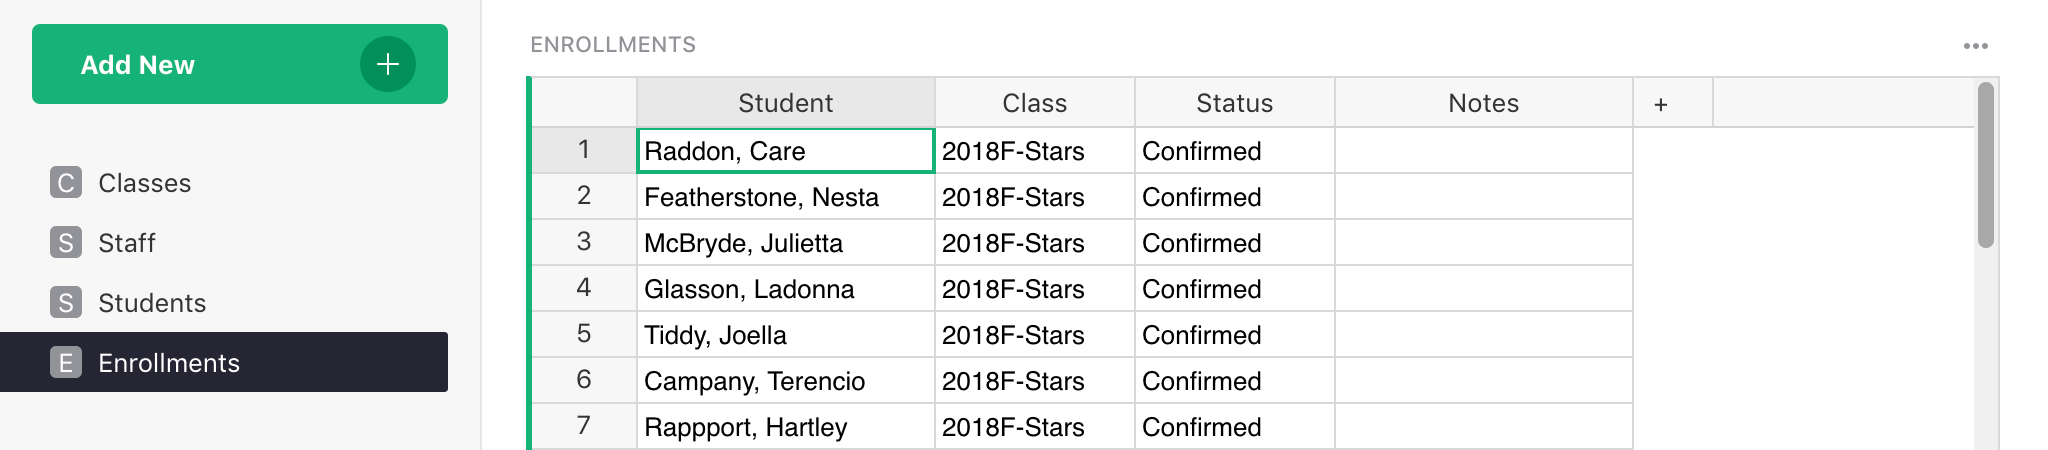 Add New +
Classes
Staff
Students
Enrollments
ENROLLMENTS
Student Class Status Notes +
1 Raddon, Care 2018F-Stars Confirmed
2 Featherstone, Nesta 2018F-Stars Confirmed
3 McBryde, Julietta 2018F-Stars Confirmed
4 Glasson, Ladonna 2018F-Stars Confirmed
5 Tiddy, Joella 2018F-Stars Confirmed
6 Campany, Terencio 2018F-Stars Confirmed
7 Rappport, Hartley 2018F-Stars Confirmed